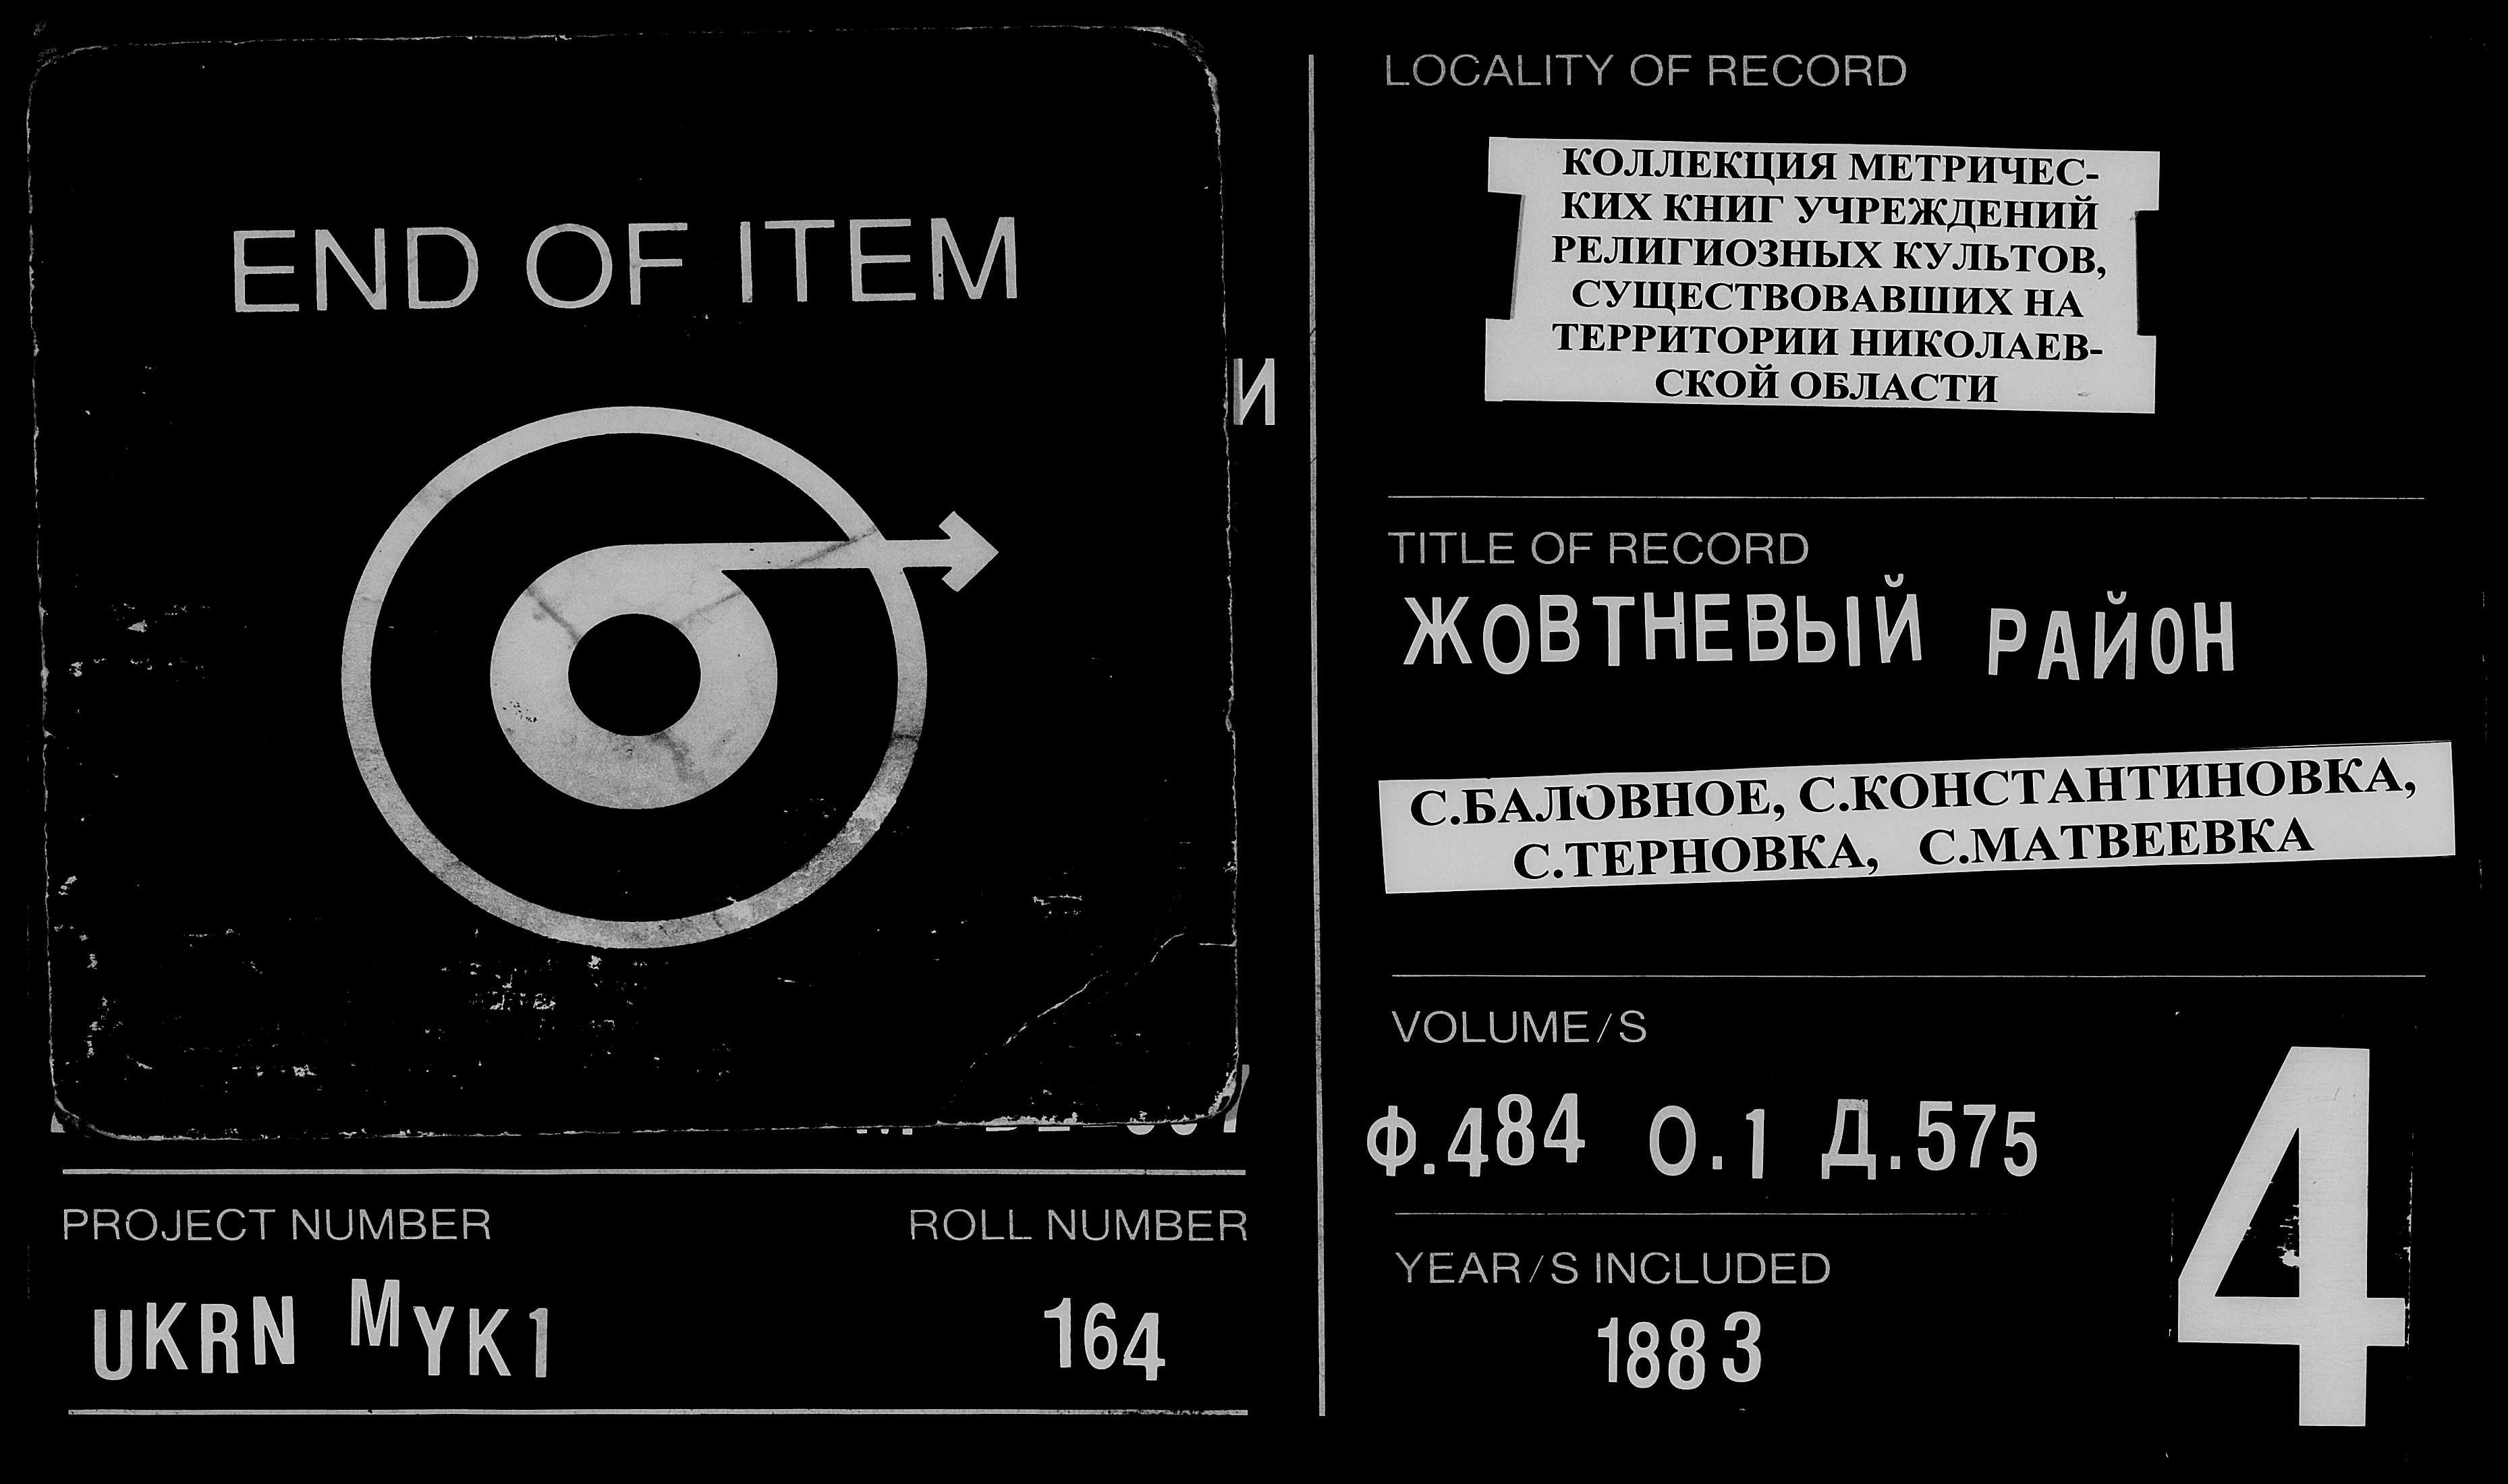 END OF ITEM
И
PROJECT NUMBER
ROLL NUMBER
UKRN MYK1
164
LOCALITY OF RECORD
КОЛЛЕКЦИЯ МЕТРИЧЕС-
КИХ КНИГ УЧРЕЖДЕНИЙ
РЕЛИГИОЗНЫХ КУЛЬТОВ,
СУЩЕСТВОВАВШИХ НА
ТЕРРИТОРИИ НИКОЛАЕВ-
СКОЙ ОБЛАСТИ
TITLE OF RECORD
ЖОВТНЕВЫЙ РАЙОН
С.БАЛОВНОЕ, С.КОНСТАНТИНОВКА,
С.ТЕРНОВКА, С.МАТВЕЕВКА
VOLUME/S
Ф.484 О.1 Д.575
YEAR/S INCLUDED
1883
4